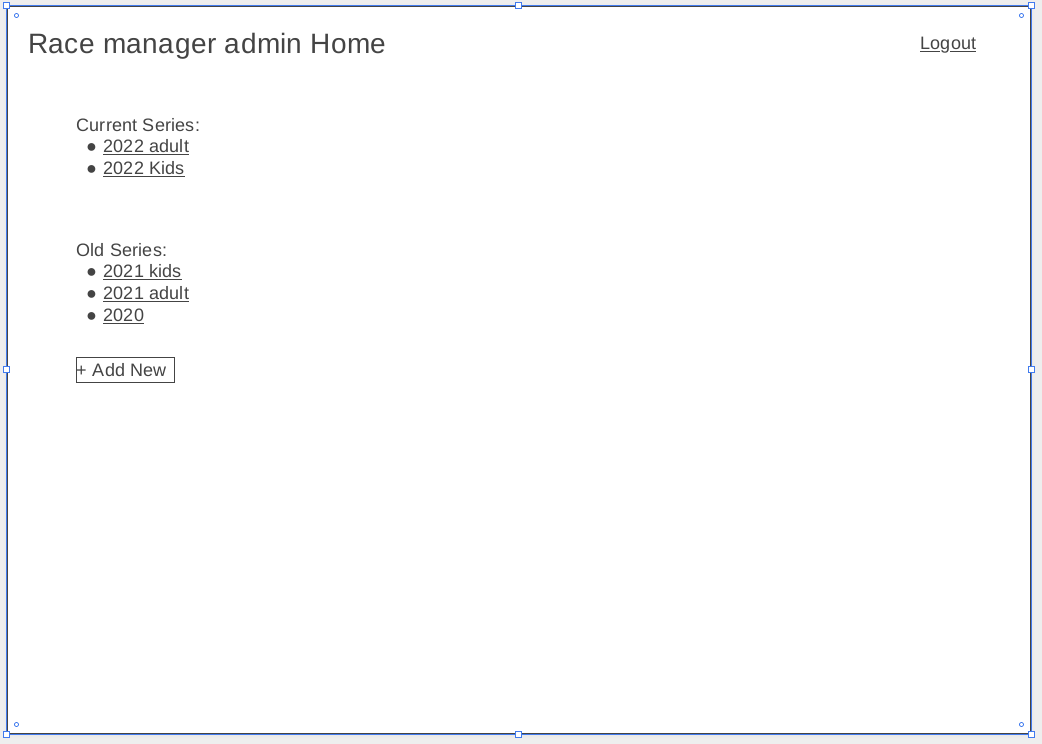 Race manager admin Home
Logout
Current Series:
● 2022 adult
● 2022 Kids
Old Series:
● 2021 kids
● 2021 adult
● 2020
+ Add New